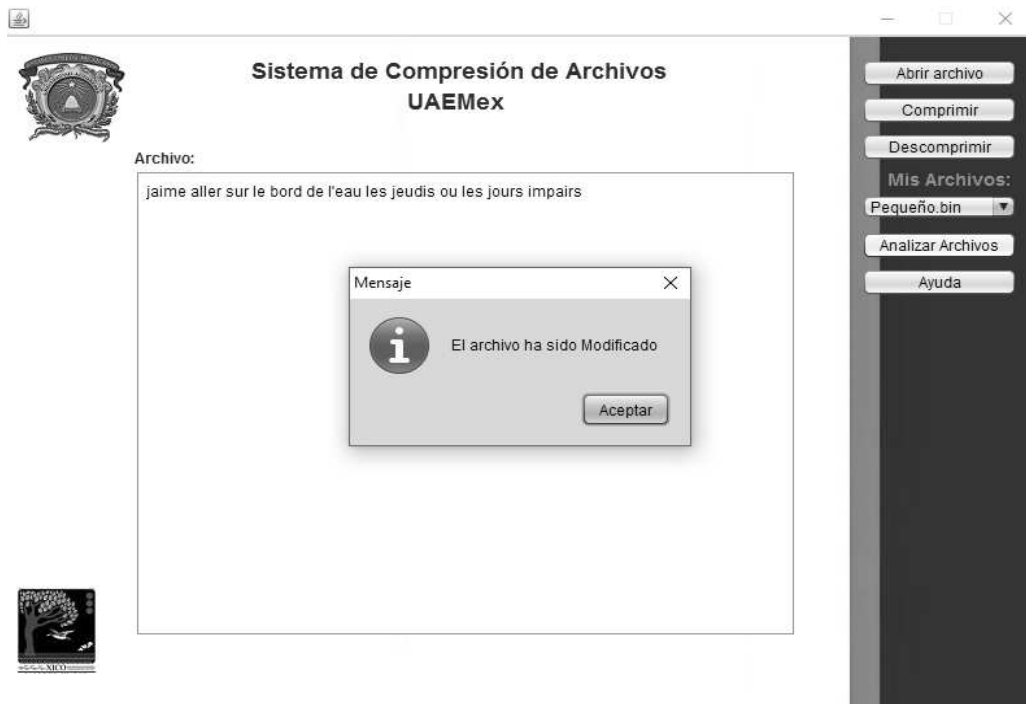 Sistema de Compresión de Archivos
UAEMex
Archivo:
jaime aller sur le bord de l'eau les jeudis ou les jours impairs
Mensaje
El archivo ha sido Modificado
Aceptar
Abrir archivo
Comprimir
Descomprimir
Mis Archivos:
Pequeño.bin
Analizar Archivos
Ayuda
XICO